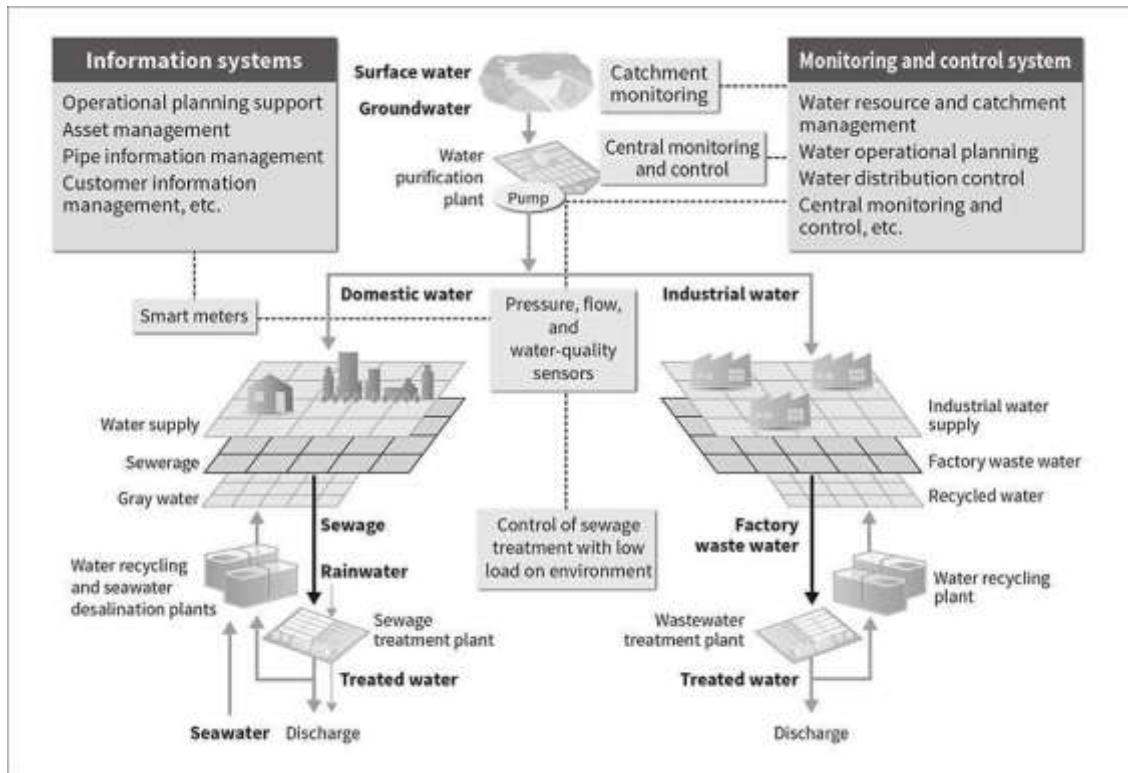 Information systems
Operational planning support
Asset management
Pipe information management
Customer information
management, etc.
Surface water
Groundwater
Catchment
monitoring
Monitoring and control system
Water resource and catchment
management
Water operational planning
Water distribution control
Central monitoring and
control, etc.
Water
purification
plant
Pump
Central monitoring
and control
Domestic water
Industrial water
Smart meters
Pressure, flow,
and
water-quality
sensors
Water supply
Sewerage
Gray water
Industrial water
supply
Factory waste water
Recycled water
Sewage
Rainwater
Control of sewage
treatment with low
load on environment
Factory
waste water
Water recycling
and seawater
desalination plants
Sewage
treatment plant
Wastewater
treatment plant
Water recycling
plant
Treated water
Treated water
Seawater
Discharge
Discharge